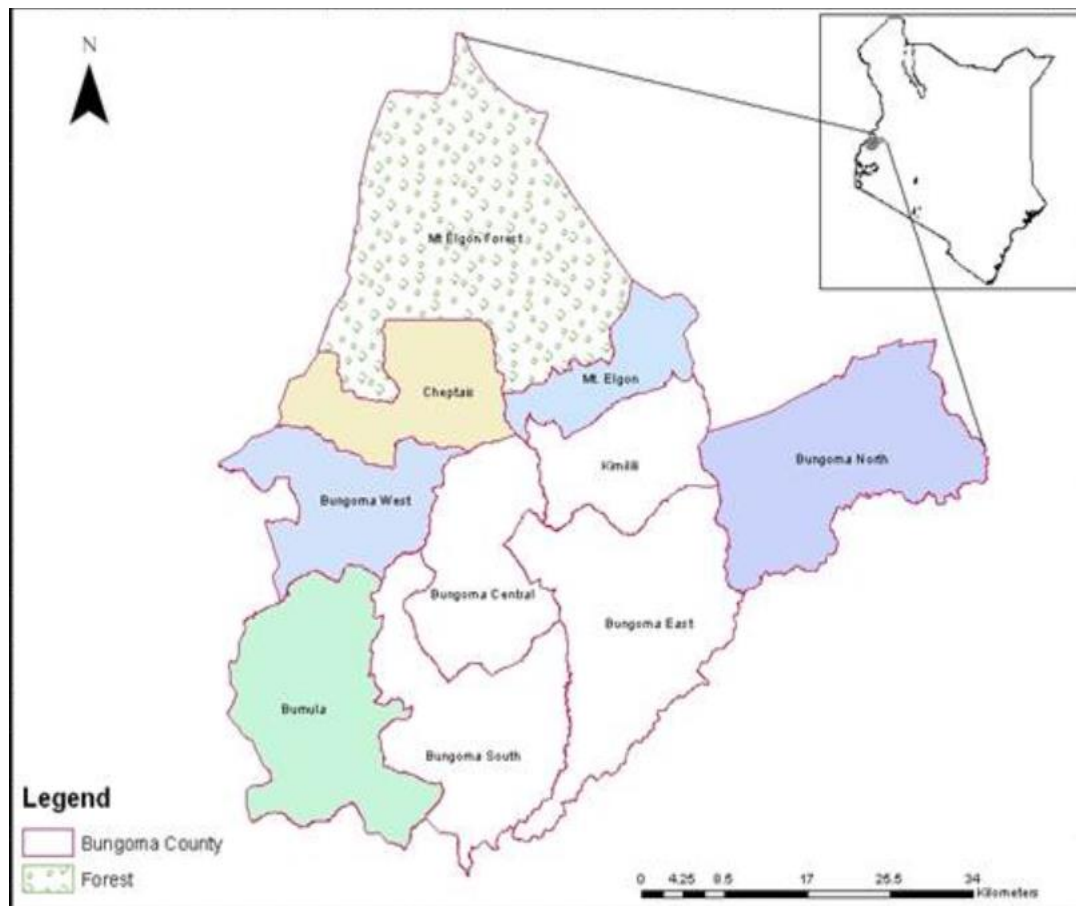 N
Mt Elgon Forest
Mt. Elgon
Cheptais
Kimilili
Bungoma North
Bungoma West
Bungoma Central
Bungoma East
Bumula
Bungoma South
Legend
Bungoma County
Forest
0 4.25 8.5 17 25.5 34
Kilometers